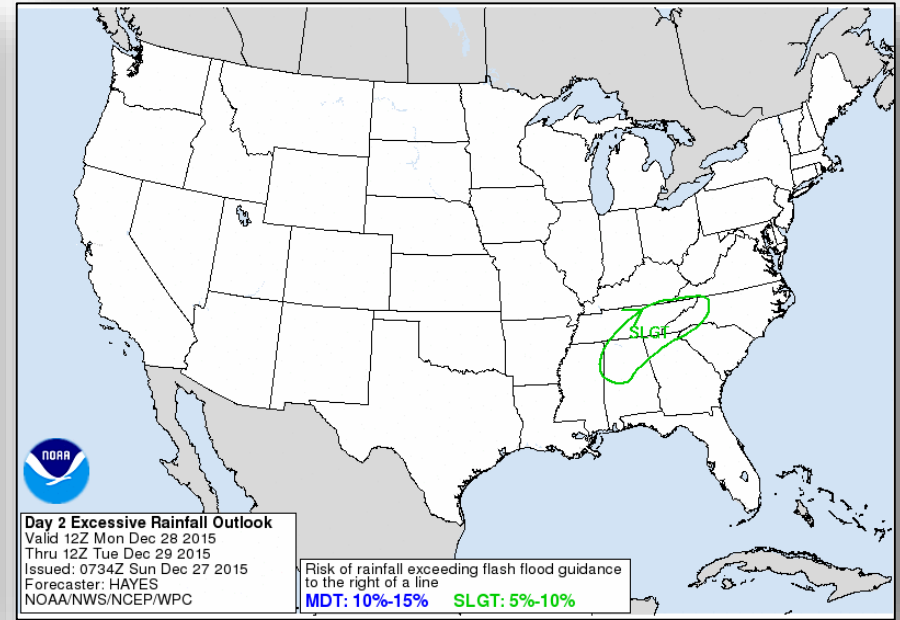 SLGT
NOAA
Day 2 Excessive Rainfall Outlook
Valid 12Z Mon Dec 28 2015
Thru 12Z Tue Dec 29 2015
Issued: 0734Z Sun Dec 27 2015
Forecaster: HAYES
NOAA/NWS/NCEP/WPC
Risk of rainfall exceeding flash flood guidance
to the right of a line
MDT: 10%-15% SLGT: 5%-10%